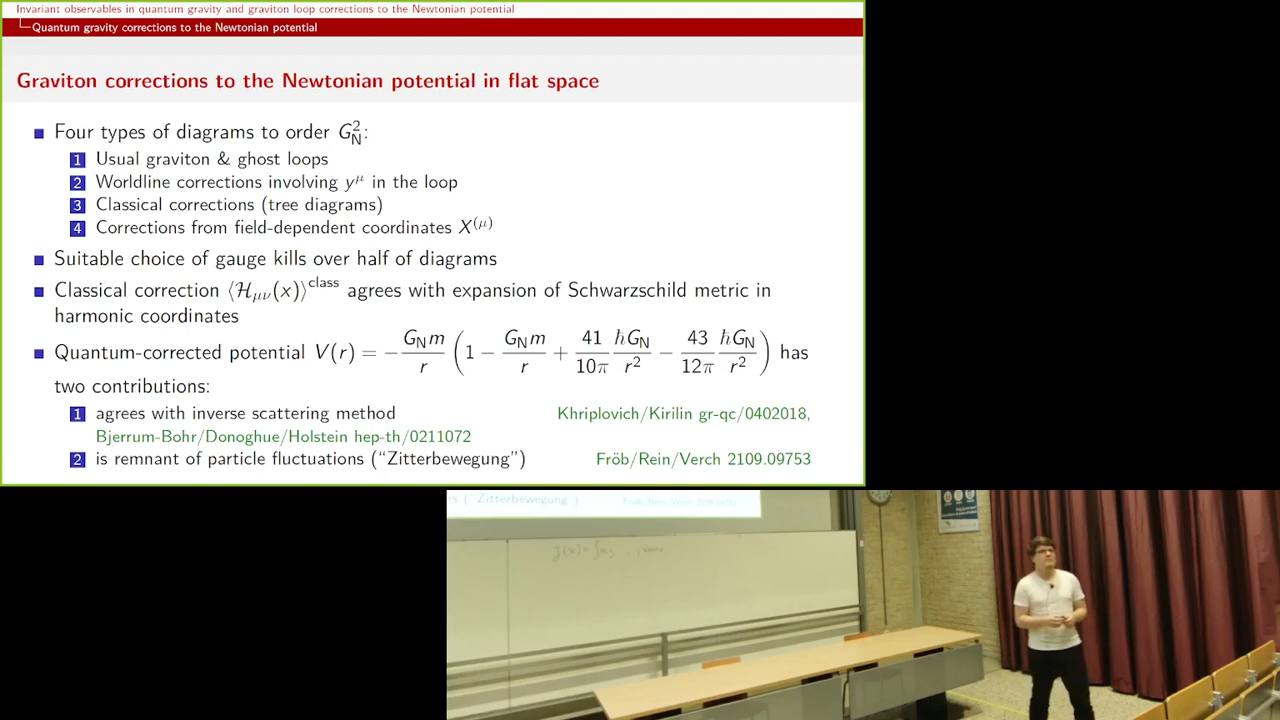 Invariant observables in quantum gravity and graviton loop corrections to the Newtonian potential
Quantum gravity corrections to the Newtonian potential
Graviton corrections to the Newtonian potential in flat space
Four types of diagrams to order G_N^2:
1 Usual graviton & ghost loops
2 Worldline corrections involving y^μ in the loop
3 Classical corrections (tree diagrams)
4 Corrections from field-dependent coordinates X^(μ)
Suitable choice of gauge kills over half of diagrams
Classical correction ⟨ℋ_μν(x)⟩^class agrees with expansion of Schwarzschild metric in
harmonic coordinates
Quantum-corrected potential V(r) = −G_N m/r (1 − G_N m/r + 41/10π ℏG_N/r^2 − 43/12π ℏG_N/r^2) has
two contributions:
1 agrees with inverse scattering method Khriplovich/Kirilin gr-qc/0402018,
Bjerrum-Bohr/Donoghue/Holstein hep-th/0211072
2 is remnant of particle fluctuations (“Zitterbewegung”) Fröb/Rein/Verch 2109.09753